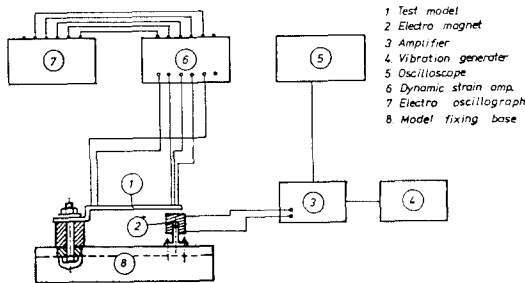 1 Test model
2 Electro magnet
3 Amplifier
4 Vibration generater
5 Oscilloscope
6 Dynamic strain amp.
7 Electro oscillograph
8 Model fixing base
7
6
5
1
2
3
4
8